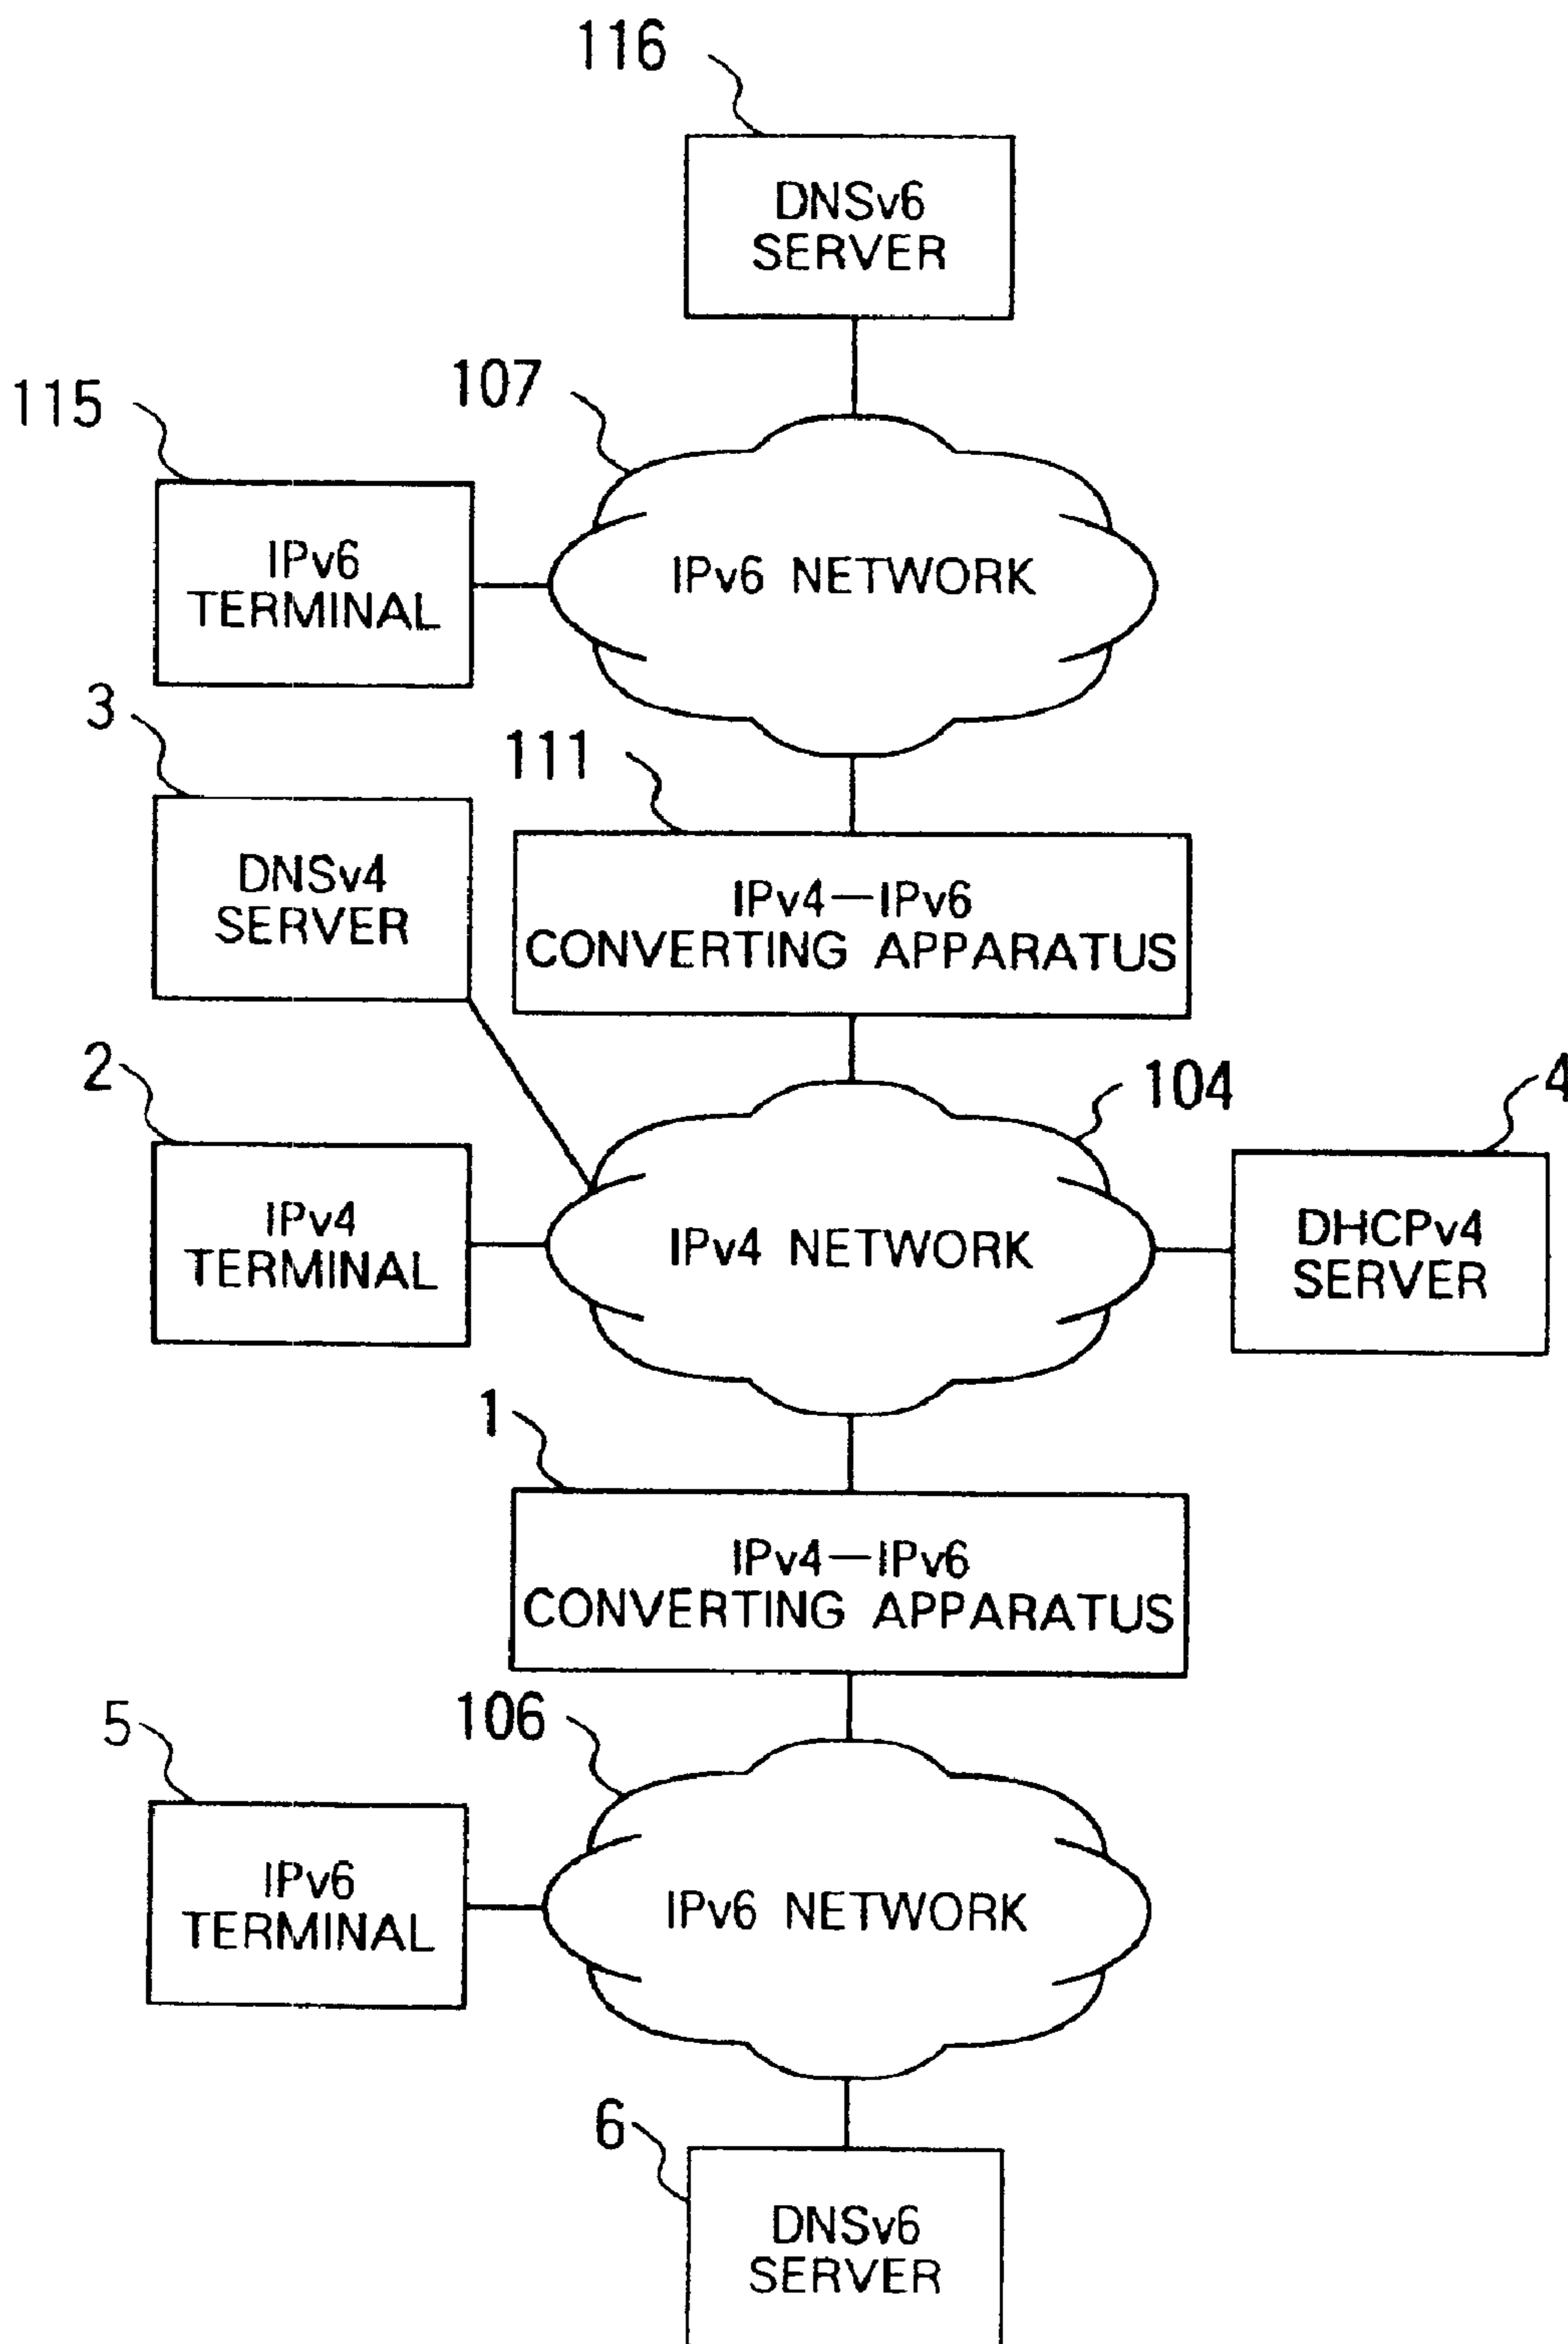 116
DNSv6
SERVER
107
115
IPv6
TERMINAL
IPv6 NETWORK
3
111
DNSv4
SERVER
IPv4—IPv6
CONVERTING APPARATUS
2
104
4
IPv4
TERMINAL
IPv4 NETWORK
DHCPv4
SERVER
1
IPv4—IPv6
CONVERTING APPARATUS
5
106
IPv6
TERMINAL
IPv6 NETWORK
6
DNSv6
SERVER